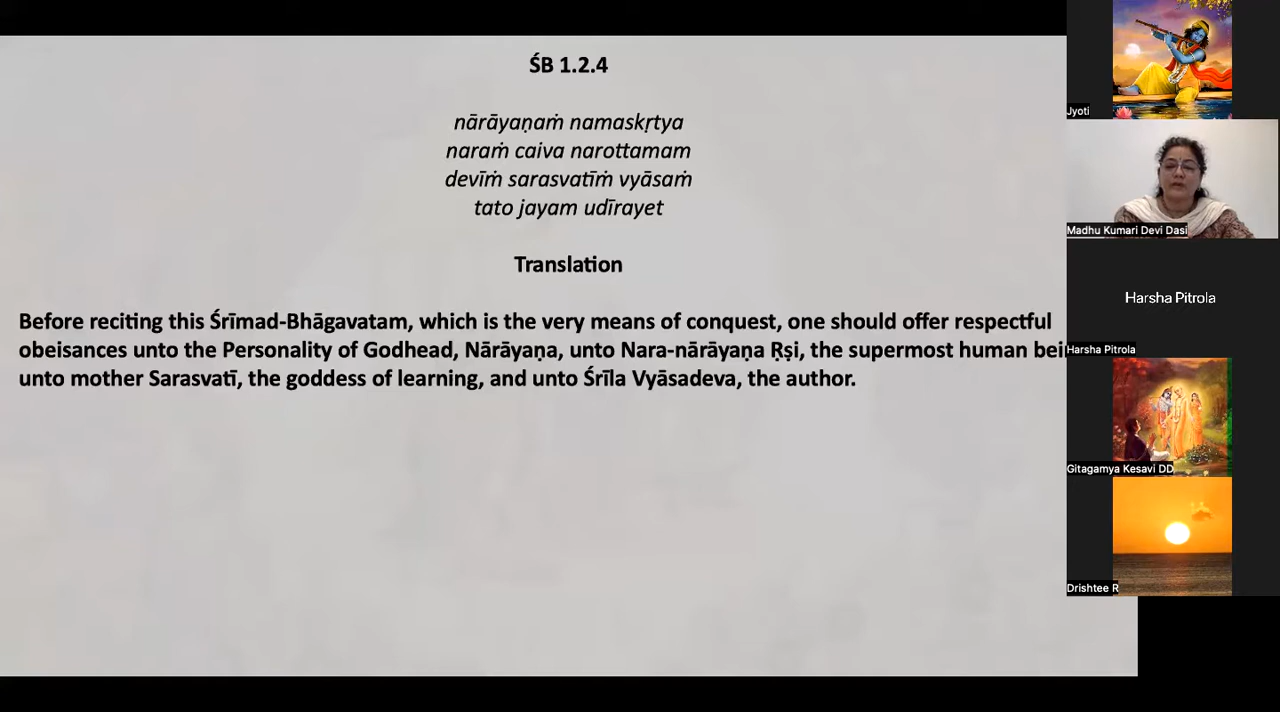 ŚB 1.2.4
nārāyaṇaṁ namaskṛtya
naraṁ caiva narottamam
devīṁ sarasvatīṁ vyāsaṁ
tato jayam udīrayet
Translation
Before reciting this Śrīmad-Bhāgavatam, which is the very means of conquest, one should offer respectful
obeisances unto the Personality of Godhead, Nārāyaṇa, unto Nara-nārāyaṇa Ṛṣi, the supermost human
unto mother Sarasvatī, the goddess of learning, and unto Śrīla Vyāsadeva, the author.
Jyoti
Madhu Kumari Devi Dasi
Harsha Pitrola
Harsha Pitrola
Gitagamya Kesavi DD
Drishtee R